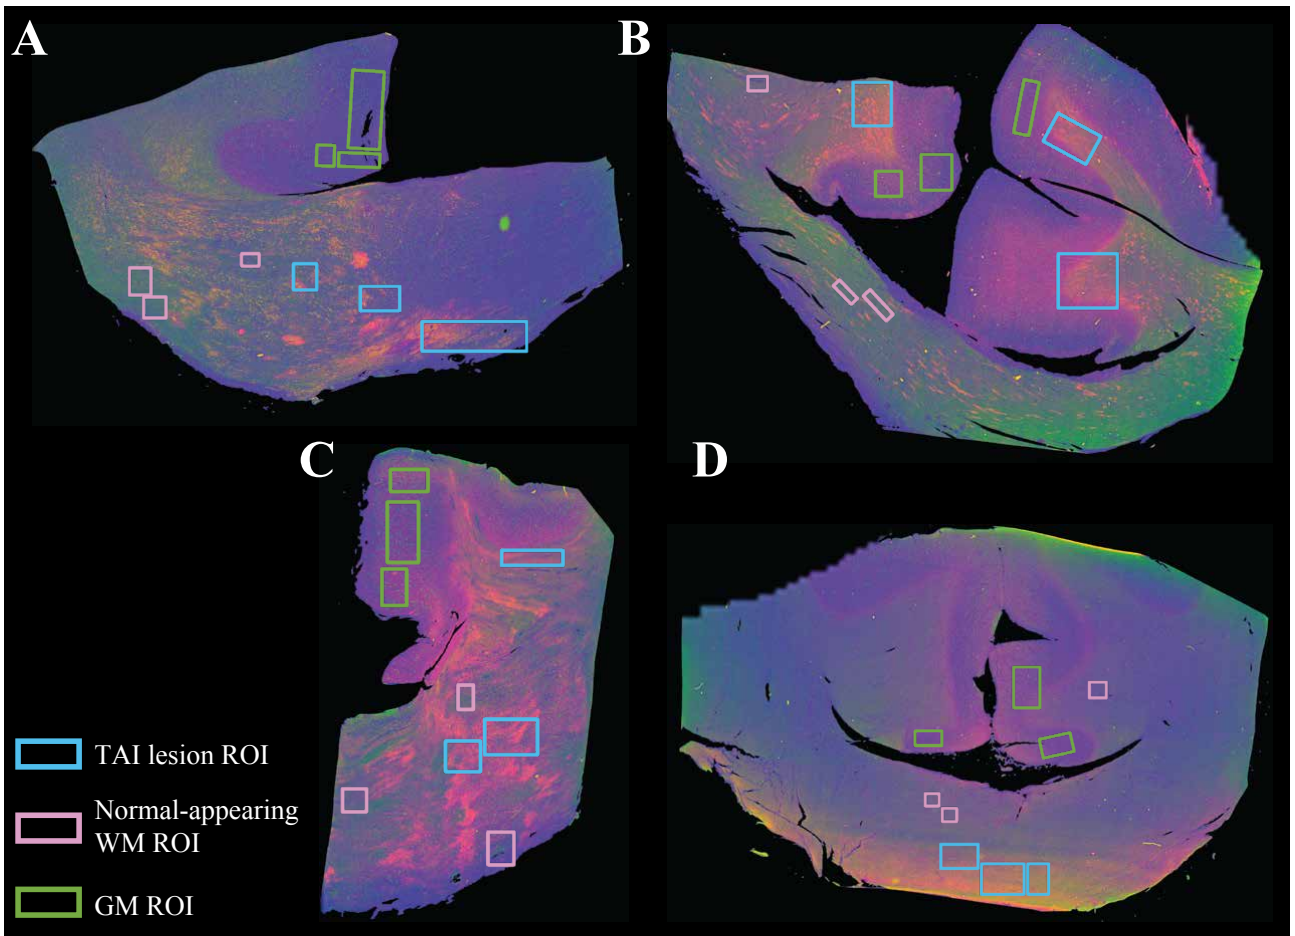 A
B
C
D
TAI lesion ROI
Normal-appearing
WM ROI
GM ROI